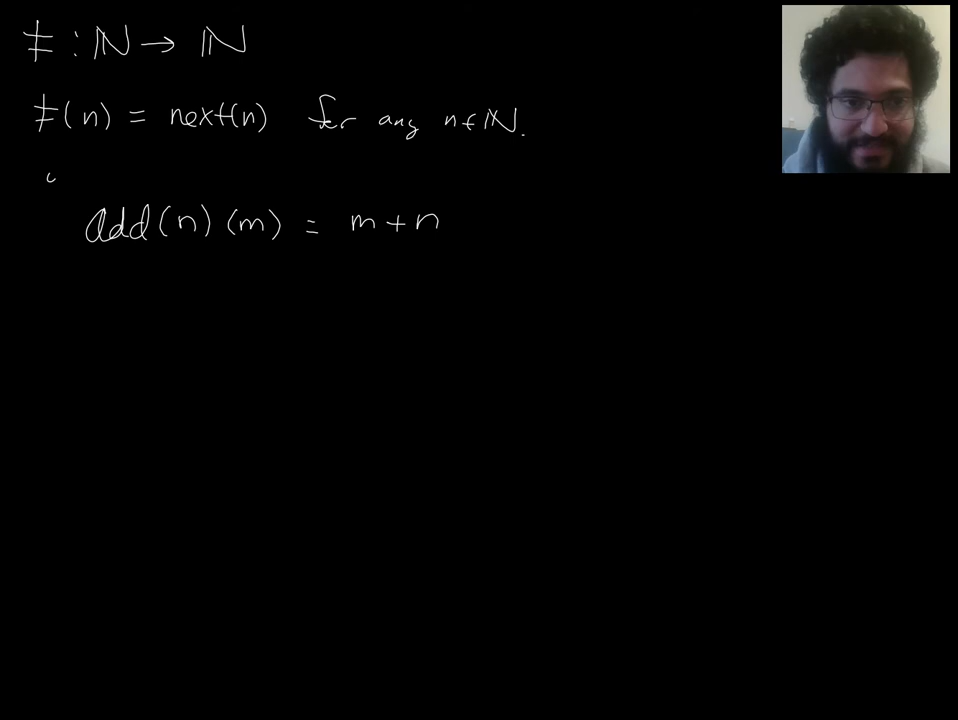 F : ℕ → ℕ
F(n) = next(n) for any n ∈ ℕ.
add(n)(m) = m + n